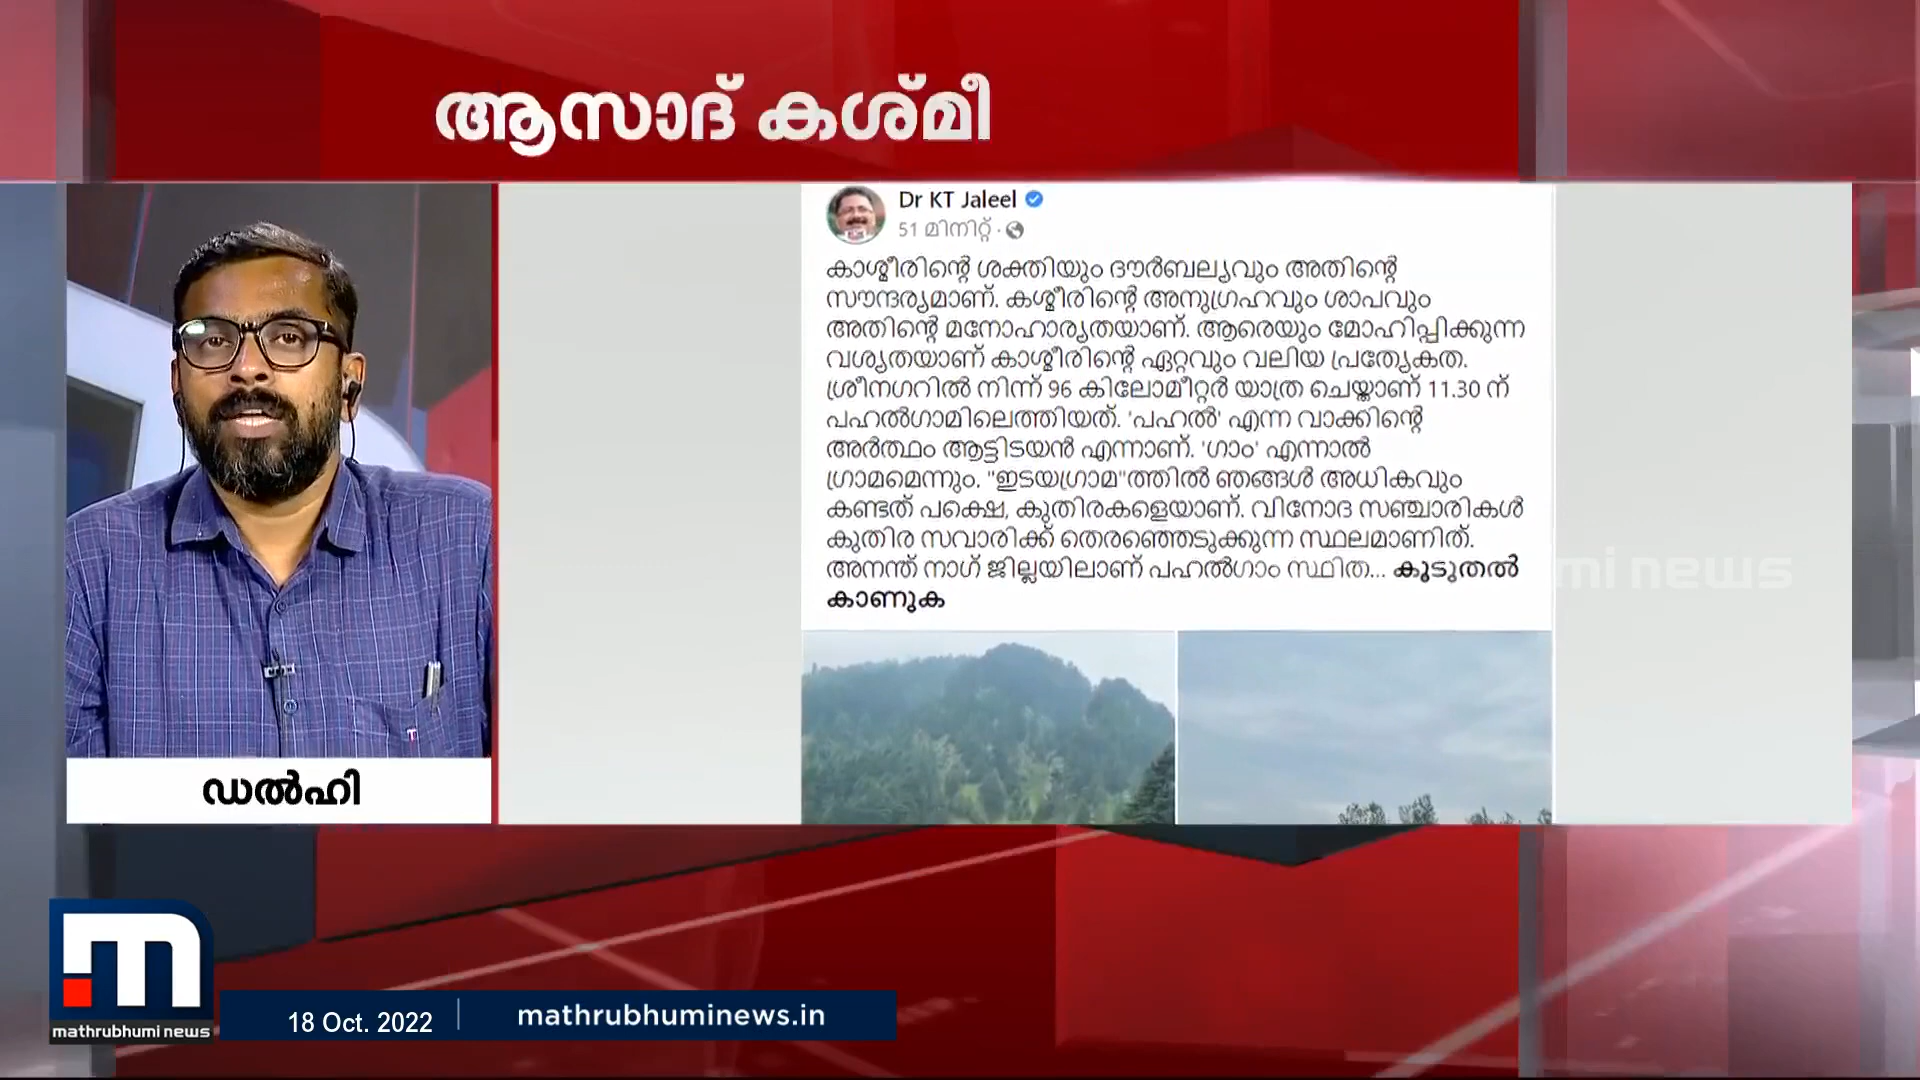 ആസാദ് കശ്മീ
Dr KT Jaleel
51 മിനിറ്റ് ·
കാശ്മീരിന്റെ ശക്തിയും ദൗർബല്യവും അതിന്റെ
സൗന്ദര്യമാണ്. കശ്മീരിന്റെ അനുഗ്രഹവും ശാപവും
അതിന്റെ മനോഹാര്യതയാണ്. ആരെയും മോഹിപ്പിക്കുന്ന
വശ്യതയാണ് കാശ്മീരിന്റെ ഏറ്റവും വലിയ പ്രത്യേകത.
ശ്രീനഗറിൽ നിന്ന് 96 കിലോമീറ്റർ യാത്ര ചെയ്താണ് 11.30 ന്
പഹൽഗാമിലെത്തിയത്. 'പഹൽ' എന്ന വാക്കിന്റെ
അർത്ഥം ആട്ടിടയൻ എന്നാണ്. 'ഗാം' എന്നാൽ
ഗ്രാമമെന്നും. "ഇടയഗ്രാമ"ത്തിൽ ഞങ്ങൾ അധികവും
കണ്ടത് പക്ഷെ, കുതിരകളെയാണ്. വിനോദ സഞ്ചാരികൾ
കുതിര സവാരിക്ക് തെരഞ്ഞെടുക്കുന്ന സ്ഥലമാണിത്.
അനന്ത് നാഗ് ജില്ലയിലാണ് പഹൽഗാം സ്ഥിത... കൂടുതൽ
കാണുക
mi news
ഡൽഹി
mathrubhumi news
18 Oct. 2022
mathrubhuminews.in